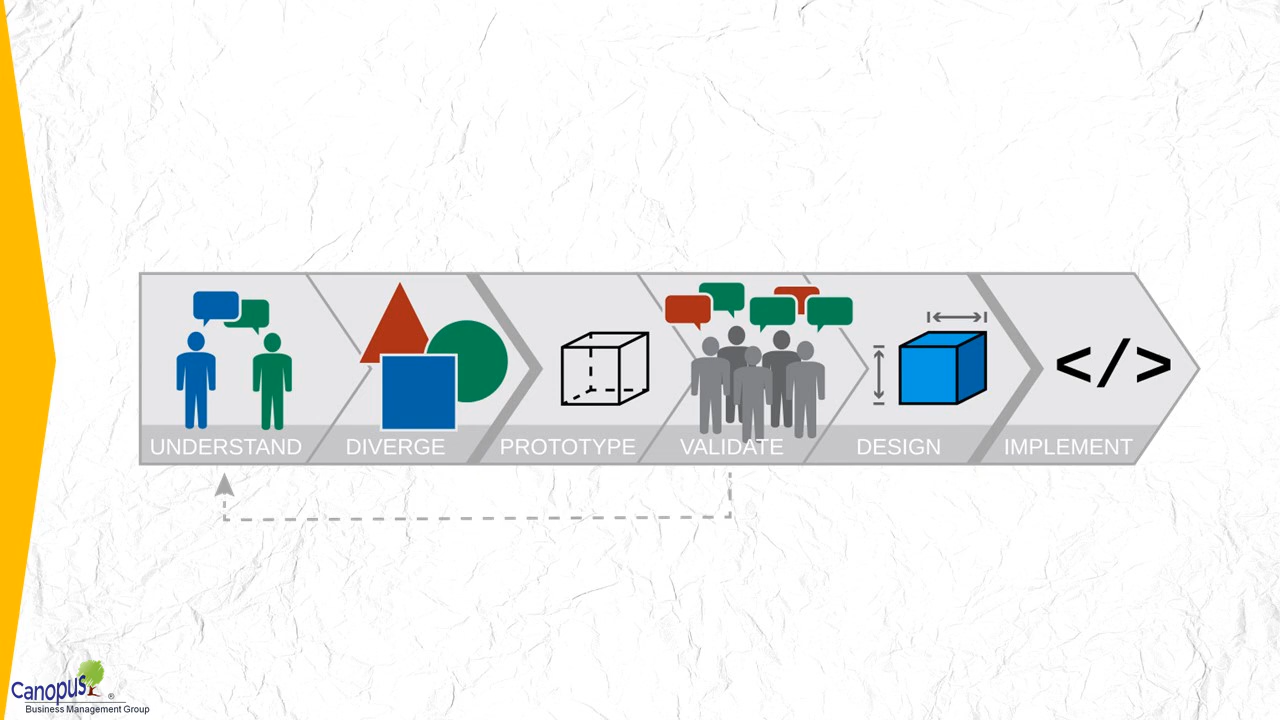 UNDERSTAND
DIVERGE
PROTOTYPE
VALIDATE
DESIGN
IMPLEMENT
</>
Canopus ®
Business Management Group